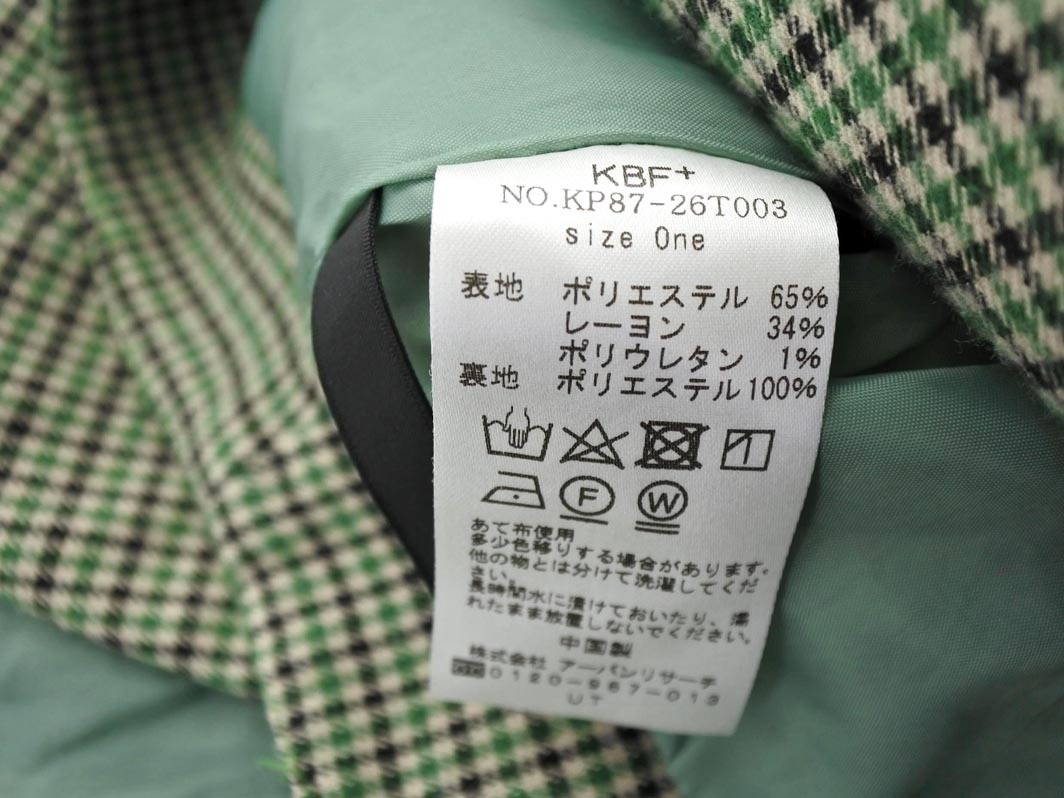 KBF+
NO.KP87-26T003
size One
表地 ポリエステル 65%
レーヨン 34%
ポリウレタン 1%
裏地 ポリエステル100%
F W
あて布使用
多少色移りする場合があります。
他の物とは分けて洗濯してくだ
さい。
長時間水に漬けておいたり、濡
れたまま放置しないでください。
中国製
株式会社 アーバンリサーチ
0120-967-013
UT